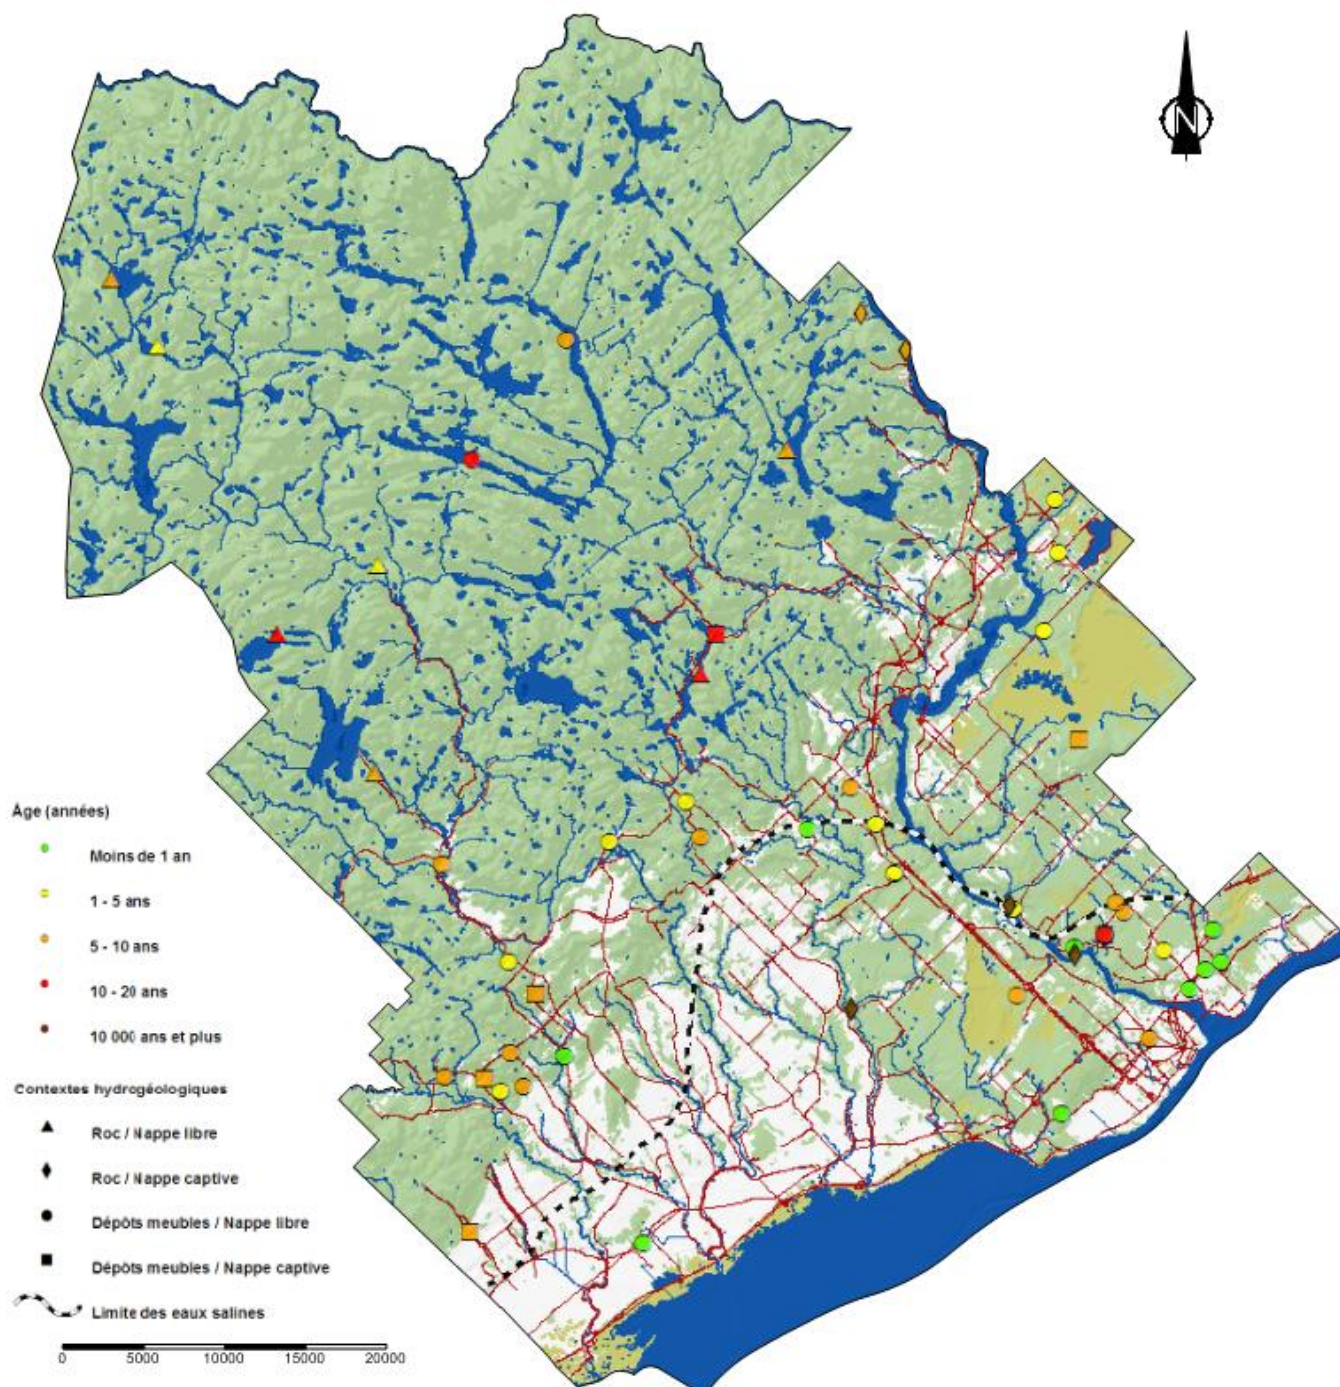 N
Âge (années)
Moins de 1 an
1 - 5 ans
5 - 10 ans
10 - 20 ans
10 000 ans et plus
Contextes hydrogéologiques
Roc / Nappe libre
Roc / Nappe captive
Dépôts meubles / Nappe libre
Dépôts meubles / Nappe captive
Limite des eaux salines
0 5000 10000 15000 20000